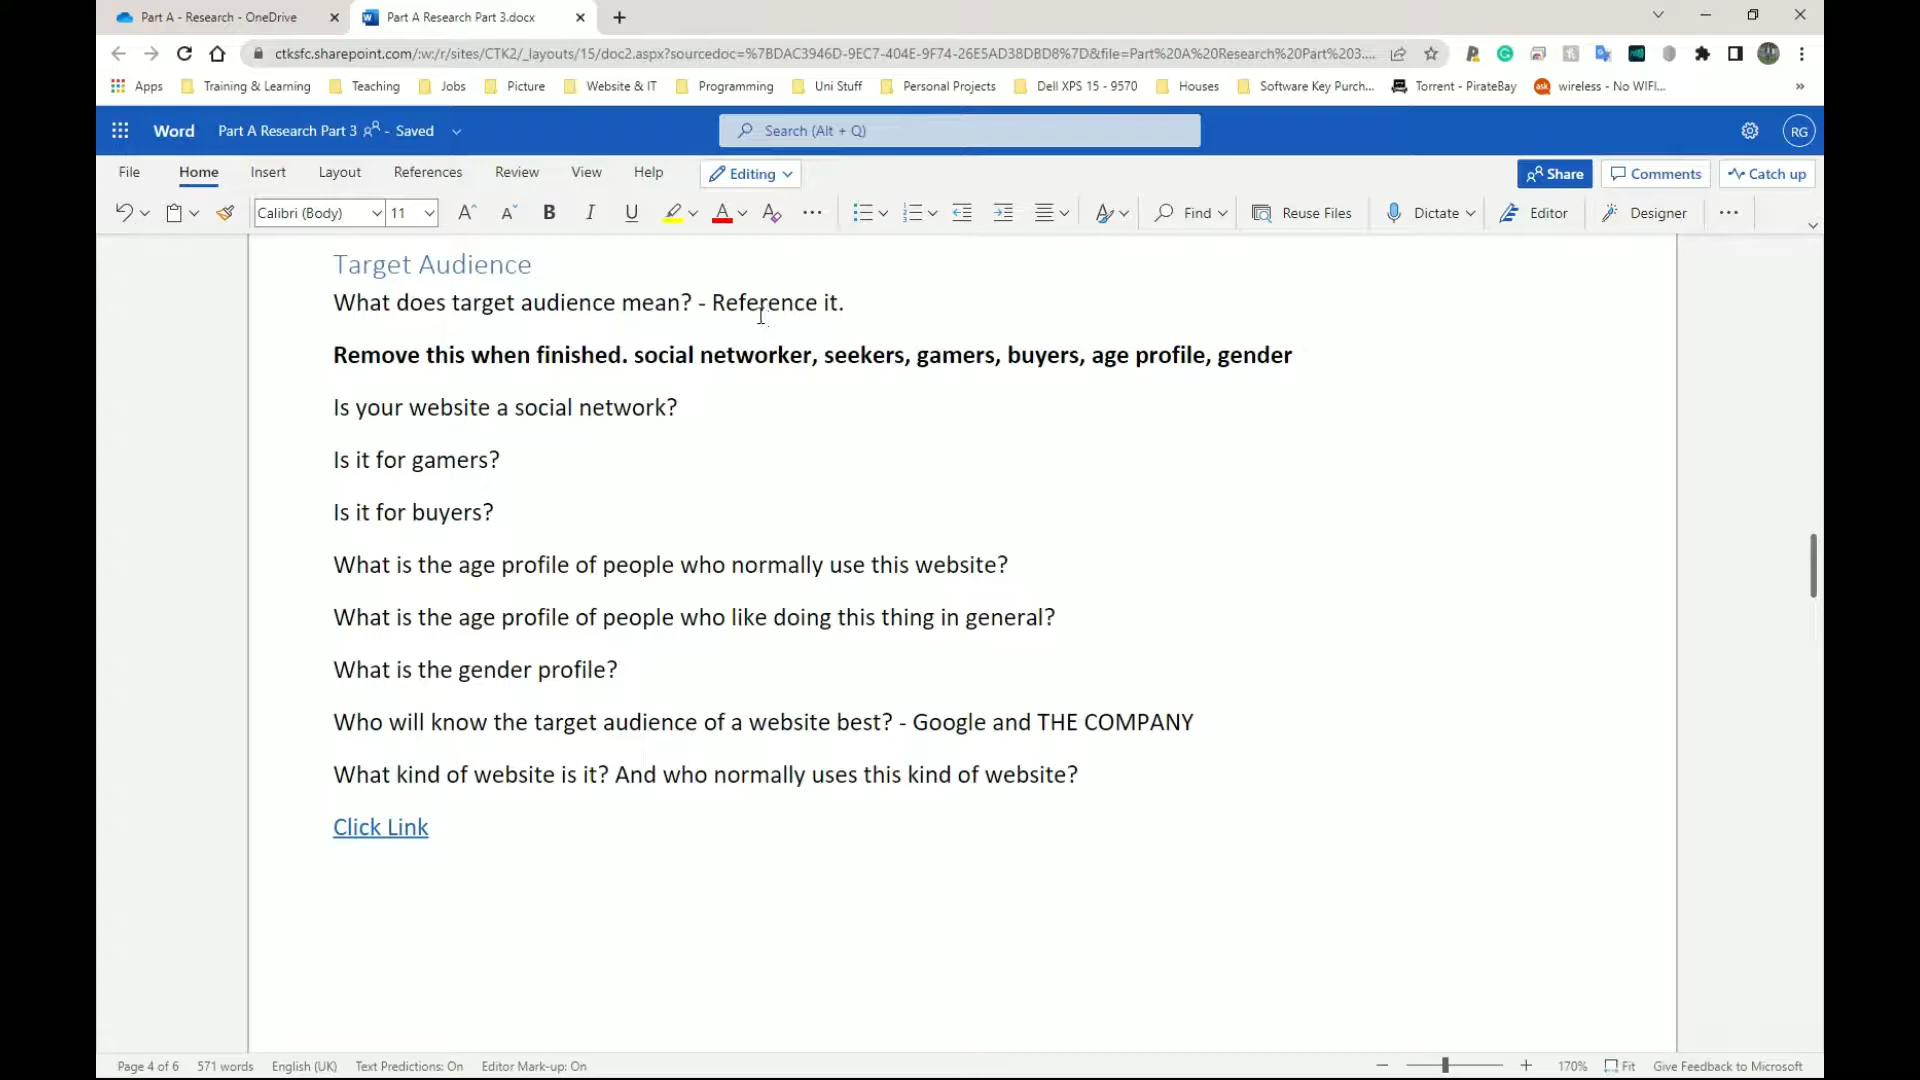 Part A - Research - OneDrive
Part A Research Part 3.docx
ctksfc.sharepoint.com/:w:/r/sites/CTK2/_layouts/15/doc2.aspx?sourcedoc=%7BDAC3946D-9EC7-404E-9F74-26E5AD38DBD8%7D&file=Part%20A%20Research%20Part%203....
Apps Training & Learning Teaching Jobs Picture Website & IT Programming Uni Stuff Personal Projects Dell XPS 15 - 9570 Houses Software Key Purch... Torrent - PirateBay ask wireless - No WIFI... »
Word Part A Research Part 3 - Saved Search (Alt + Q) RG
File Home Insert Layout References Review View Help Editing Share Comments Catch up
Calibri (Body) 11 A A B I U A A A Find Reuse Files Dictate Editor Designer
Target Audience
What does target audience mean? - Reference it.
Remove this when finished. social networker, seekers, gamers, buyers, age profile, gender
Is your website a social network?
Is it for gamers?
Is it for buyers?
What is the age profile of people who normally use this website?
What is the age profile of people who like doing this thing in general?
What is the gender profile?
Who will know the target audience of a website best? - Google and THE COMPANY
What kind of website is it? And who normally uses this kind of website?
Click Link
Page 4 of 6 571 words English (UK) Text Predictions: On Editor Mark-up: On 170% Fit Give Feedback to Microsoft